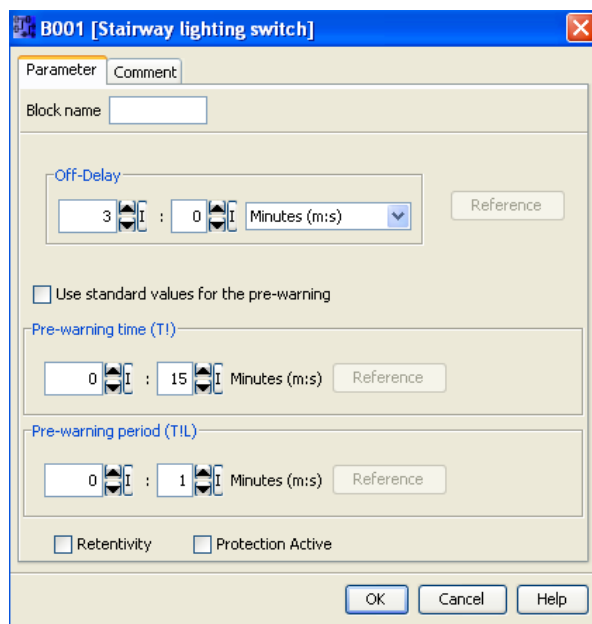 B001 [Stairway lighting switch]
Parameter Comment
Block name
Off-Delay
3 : 0 Minutes (m:s) Reference
Use standard values for the pre-warning
Pre-warning time (T!)
0 : 15 Minutes (m:s) Reference
Pre-warning period (T!L)
0 : 1 Minutes (m:s) Reference
Retentivity Protection Active
OK Cancel Help